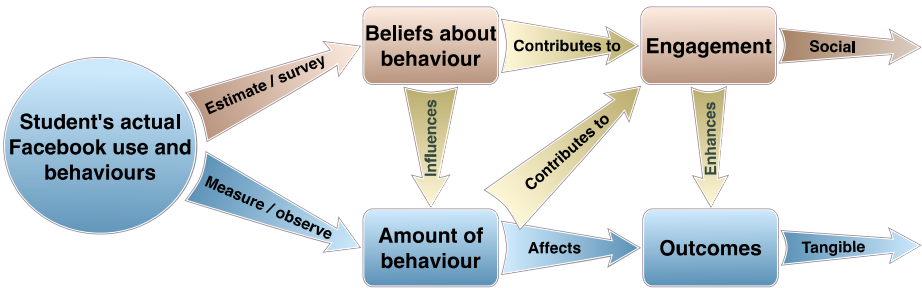 Student's actual
Facebook use and
behaviours
Estimate / survey
Measure / observe
Beliefs about
behaviour
Influences
Amount of
behaviour
Contributes to
Contributes to
Affects
Engagement
Enhances
Outcomes
Social
Tangible